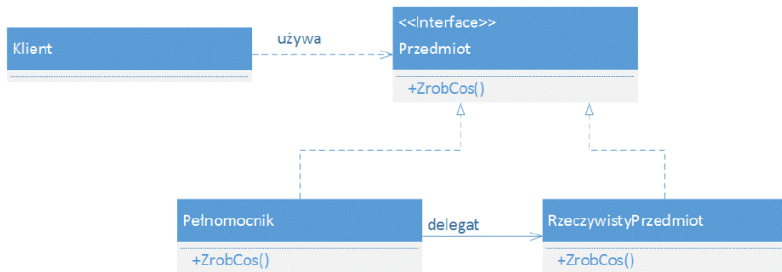 Klient
używa
<<Interface>>
Przedmiot
+ZrobCos()
Pełnomocnik
+ZrobCos()
delegat
RzeczywistyPrzedmiot
+ZrobCos()